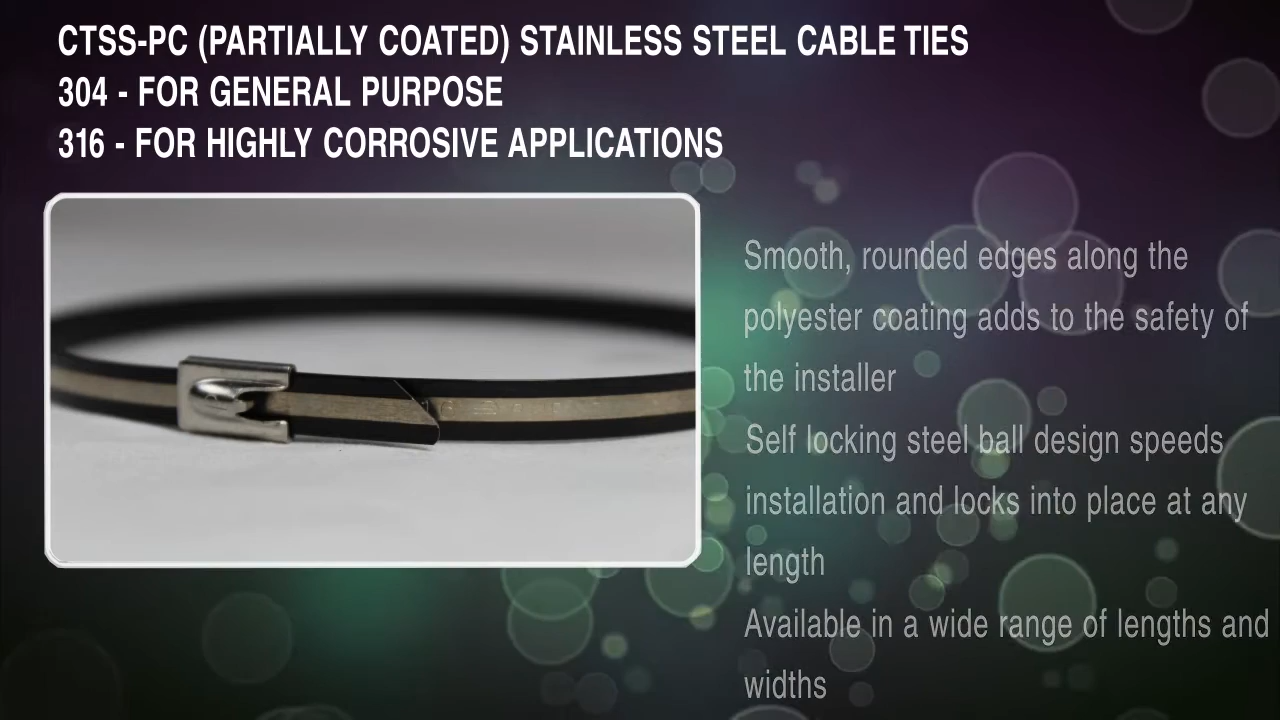 CTSS-PC (PARTIALLY COATED) STAINLESS STEEL CABLE TIES
304 - FOR GENERAL PURPOSE
316 - FOR HIGHLY CORROSIVE APPLICATIONS
Smooth, rounded edges along the
polyester coating adds to the safety of
the installer
Self locking steel ball design speeds
installation and locks into place at any
length
Available in a wide range of lengths and
widths